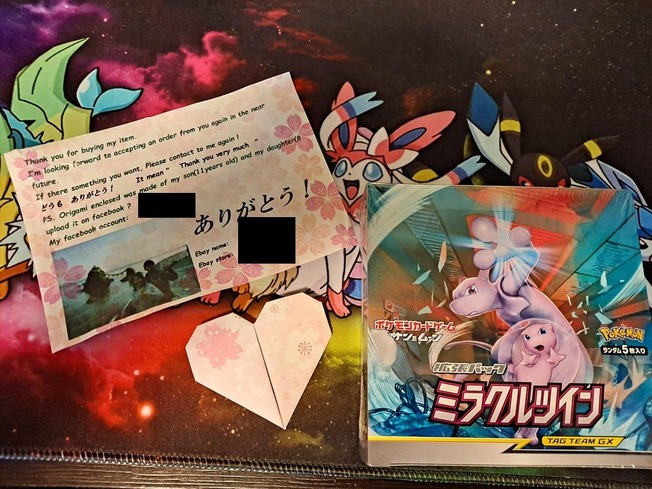 Thank you for buying my item.
I'm looking forward to accepting an order from you again in the near
future.
If there something you want. Please contact to me again !
どうも ありがとう! It mean " Thank you very much "
PS. Origami enclosed was made of my son(11years old) and my daughter(8
upload it on facebook ?
My facebook account:
ありがとう!
Ebay name:
Ebay store:
ポケモンカードゲーム
サン&ムーン
Pokémon
ランダム5枚入り
拡張パック
ミラクルツイン
TAG TEAM GX